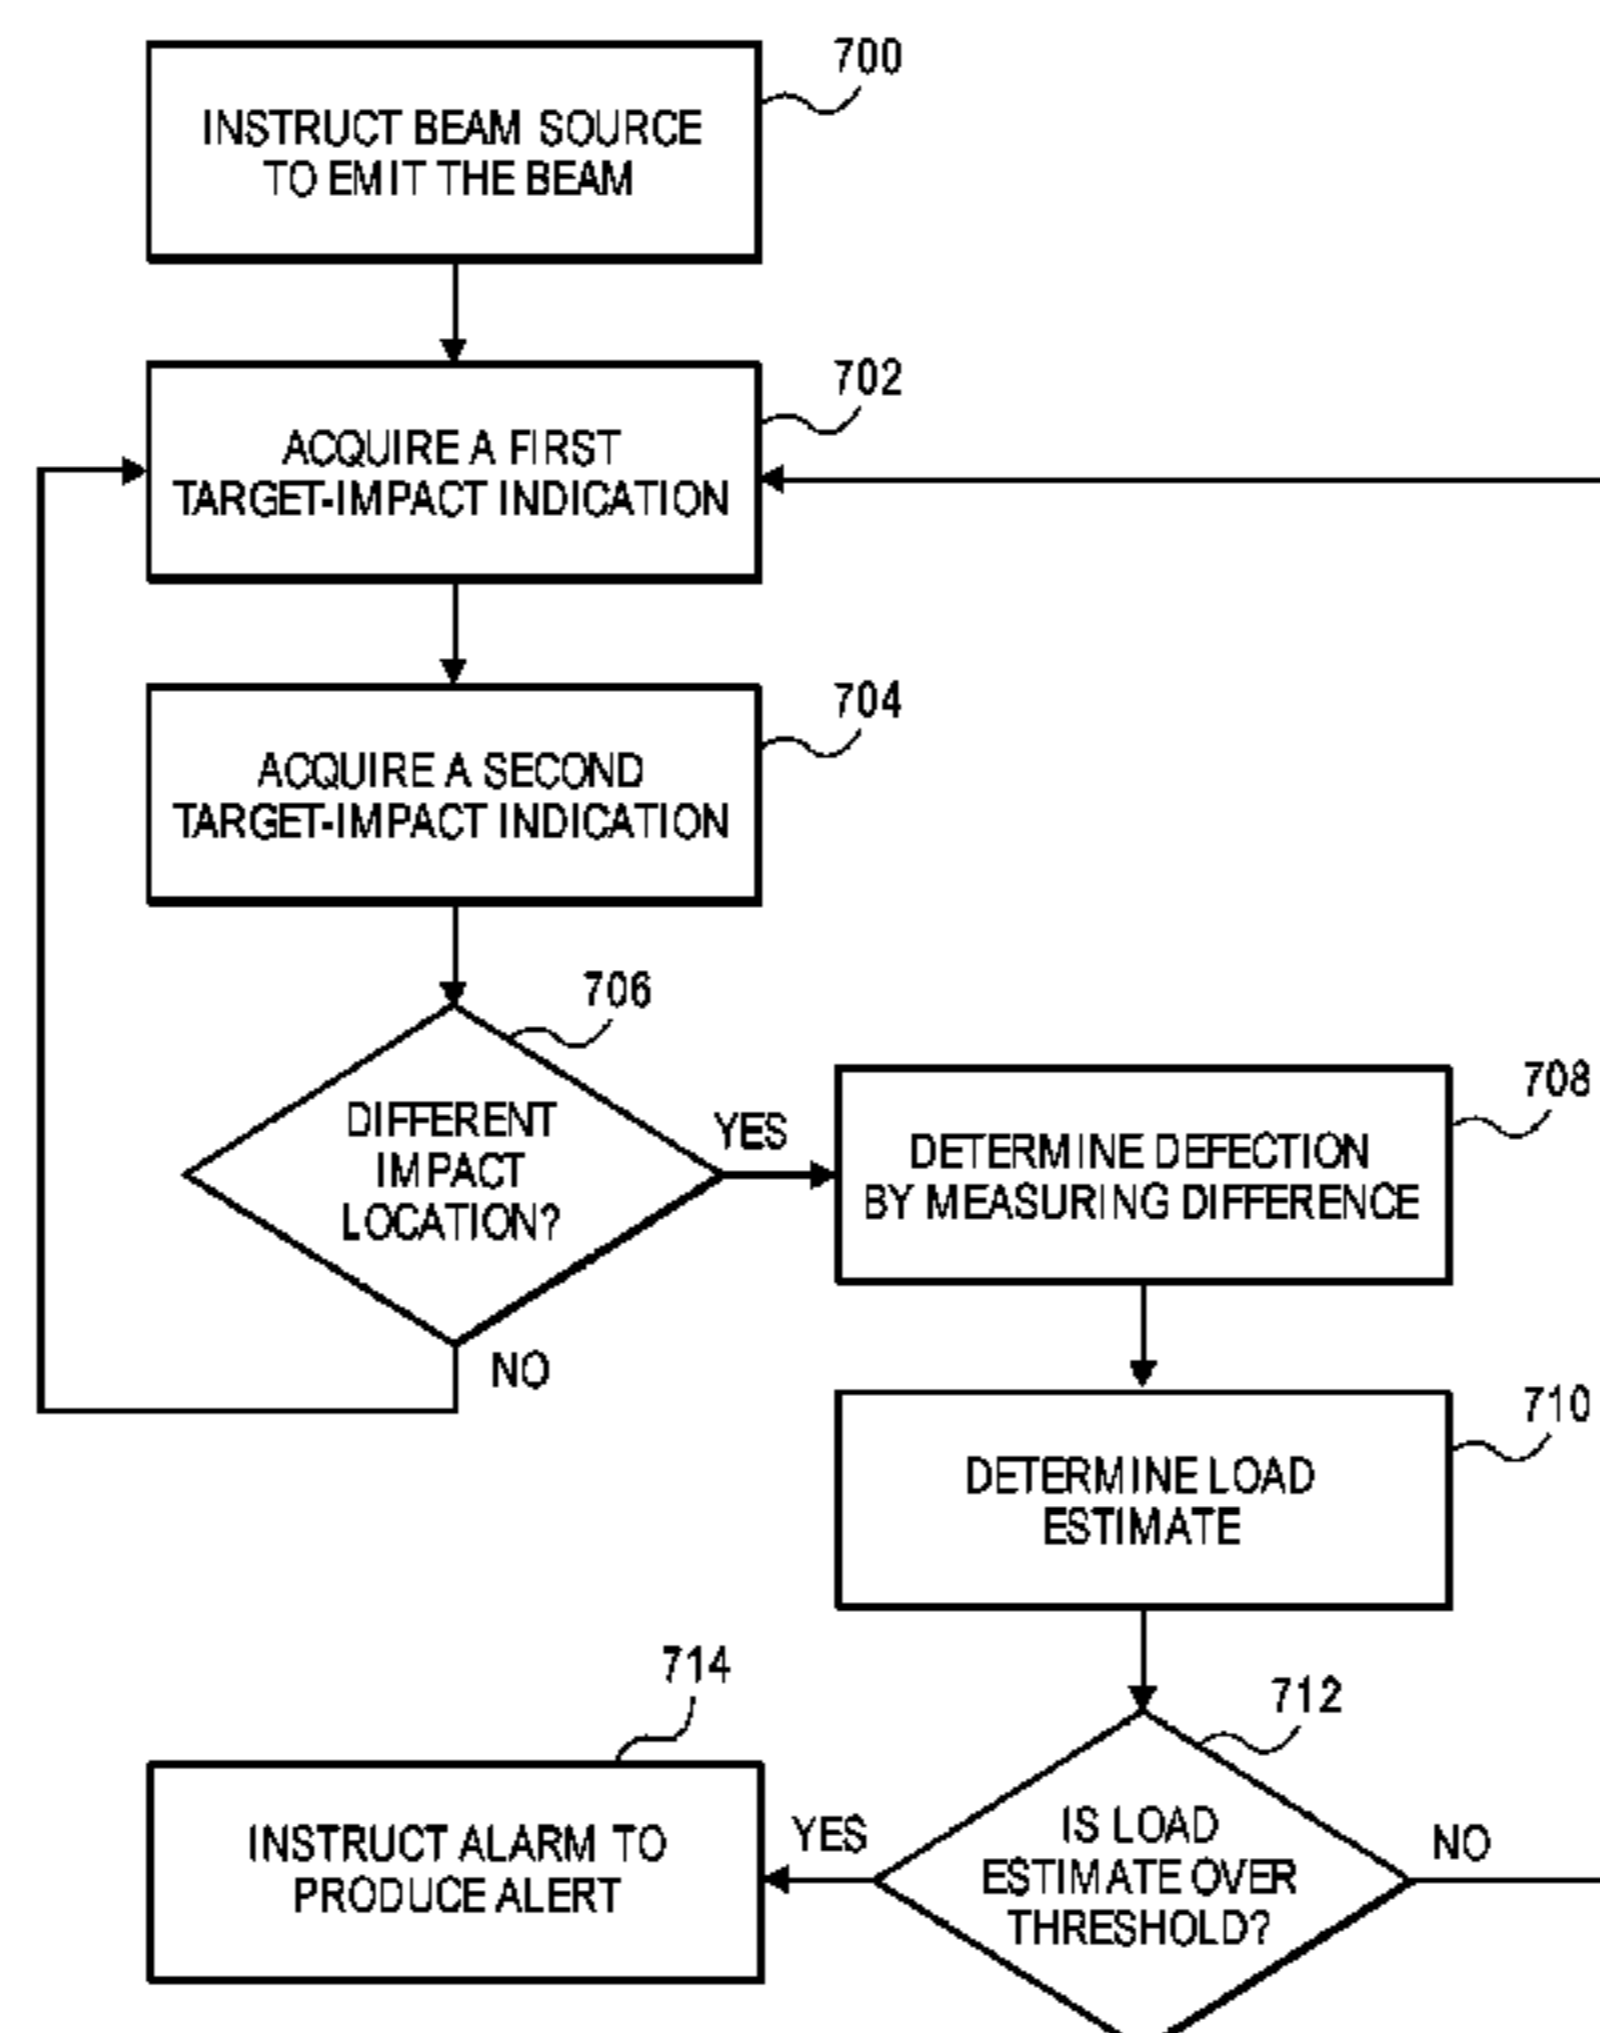 700
INSTRUCT BEAM SOURCE
TO EMIT THE BEAM
702
ACQUIRE A FIRST
TARGET-IMPACT INDICATION
704
ACQUIRE A SECOND
TARGET-IMPACT INDICATION
706
DIFFERENT
IMPACT
LOCATION?
YES
NO
708
DETERMINE DEFECTION
BY MEASURING DIFFERENCE
710
DETERMINE LOAD
ESTIMATE
712
IS LOAD
ESTIMATE OVER
THRESHOLD?
YES
NO
714
INSTRUCT ALARM TO
PRODUCE ALERT